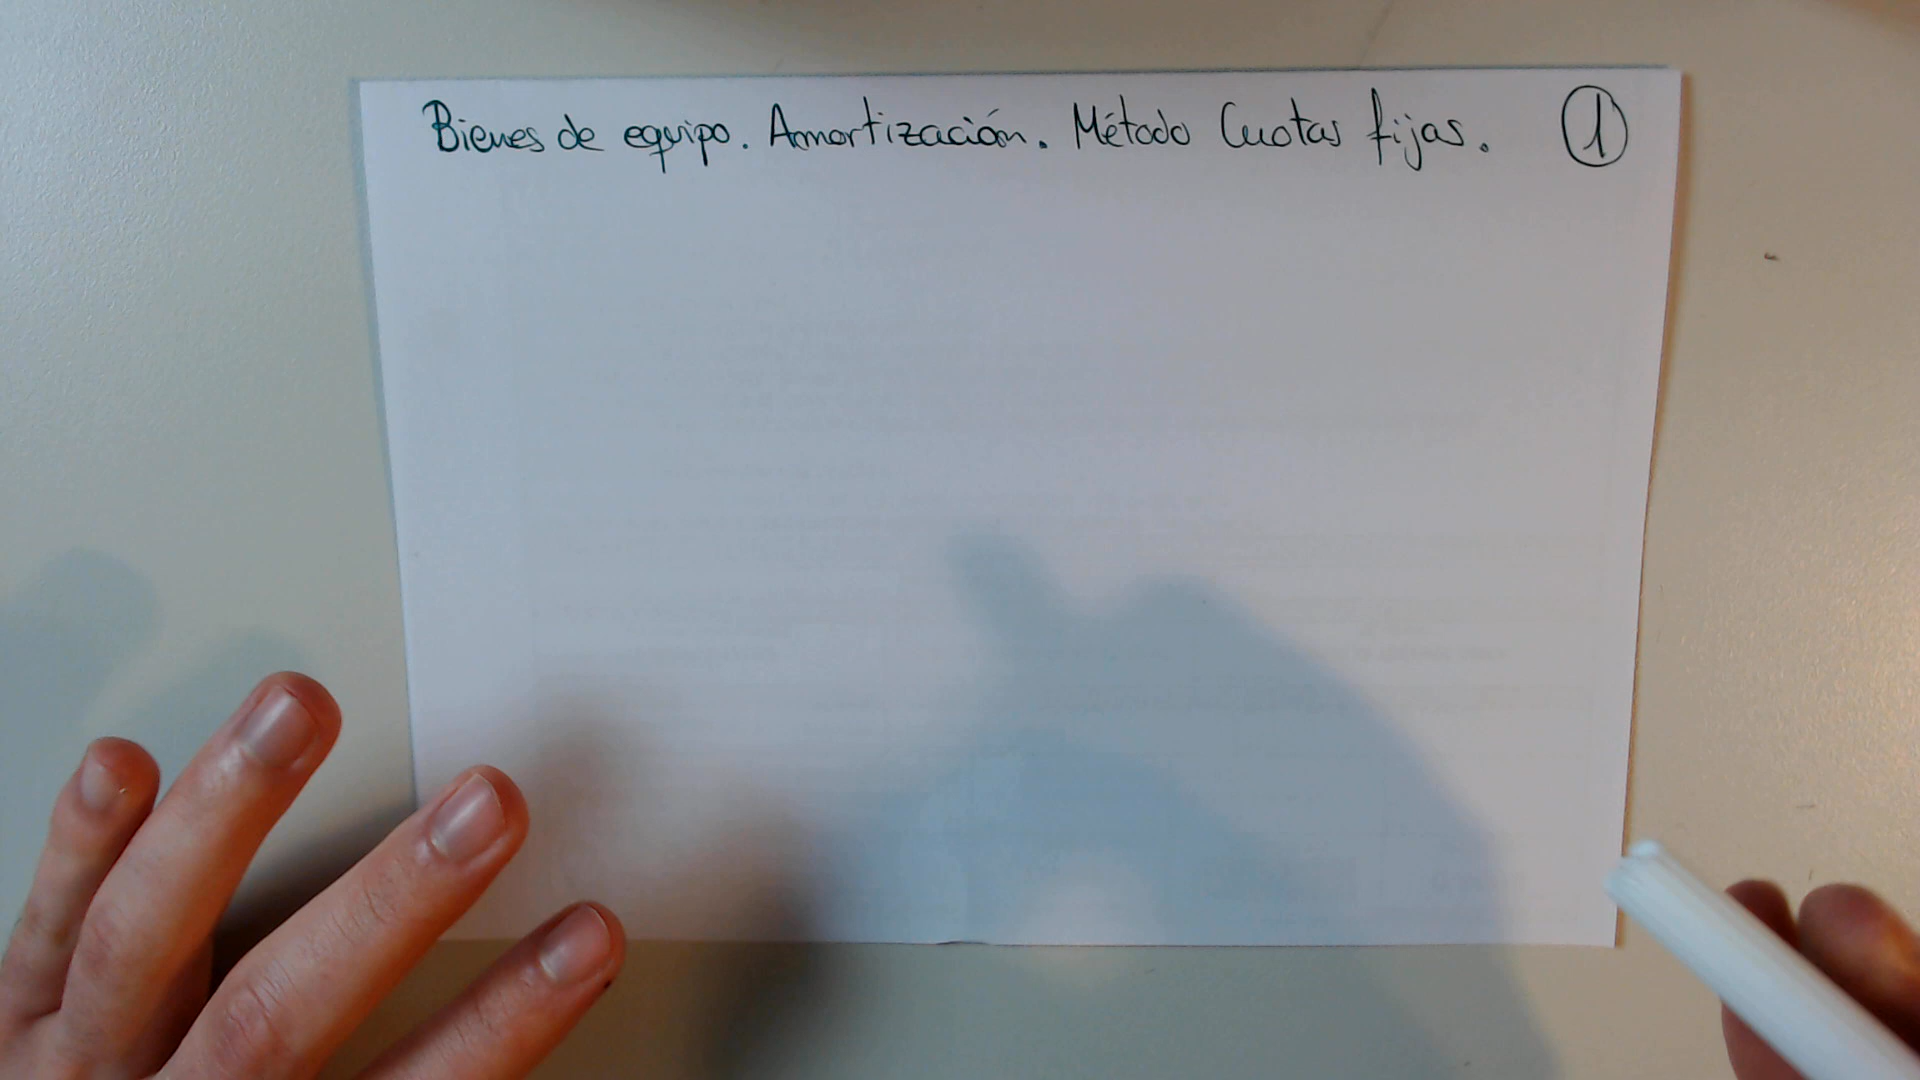 Bienes de equipo. Amortización. Método Cuotas fijas. 1